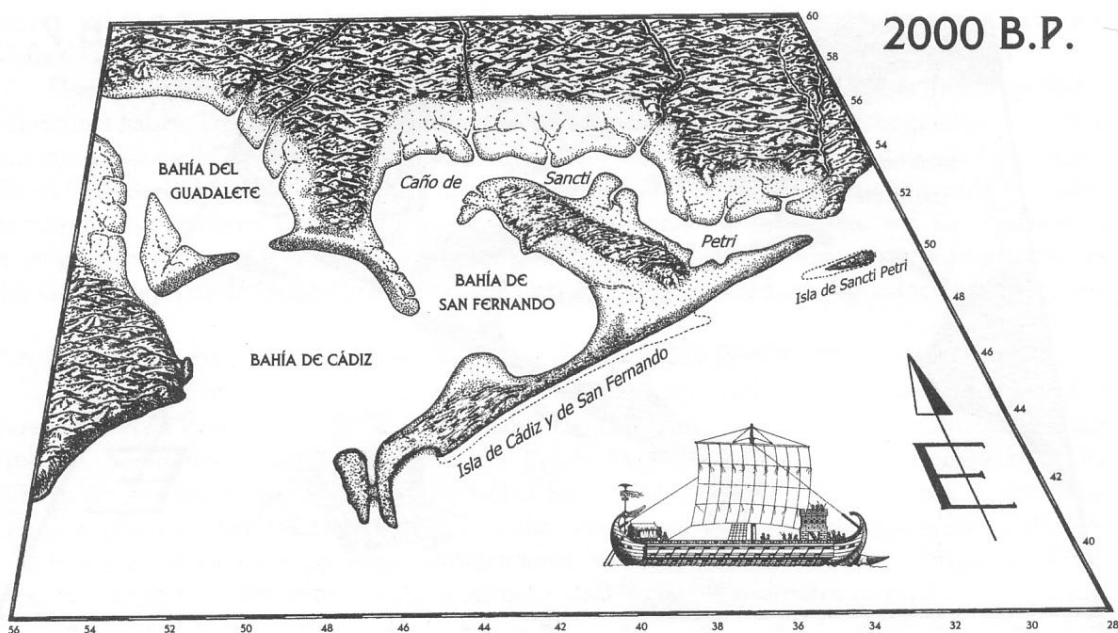 2000 B.P.
60
58
56
54
52
50
48
46
44
42
40
BAHÍA DEL
GUADALETE
Caño de
Sancti
Petri
BAHÍA DE
SAN FERNANDO
Isla de Sancti Petri
BAHÍA DE CÁDIZ
Isla de Cádiz y de San Fernando
E
56
54
52
50
48
46
44
42
40
38
36
34
32
30
28